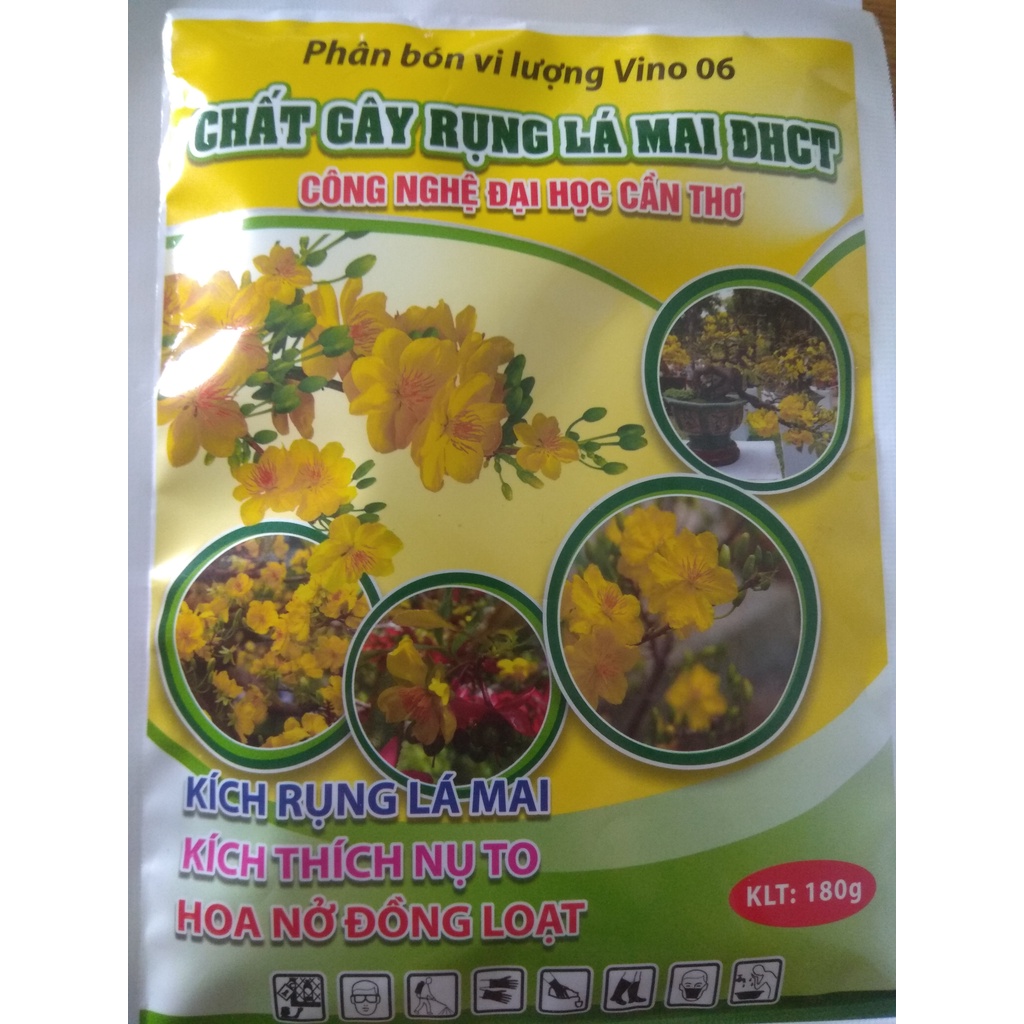 Phân bón vi lượng Vino 06
CHẤT GÂY RỤNG LÁ MAI ĐHCT
CÔNG NGHỆ ĐẠI HỌC CẦN THƠ
KÍCH RỤNG LÁ MAI
KÍCH THÍCH NỤ TO
HOA NỞ ĐỒNG LOẠT
KLT: 180g